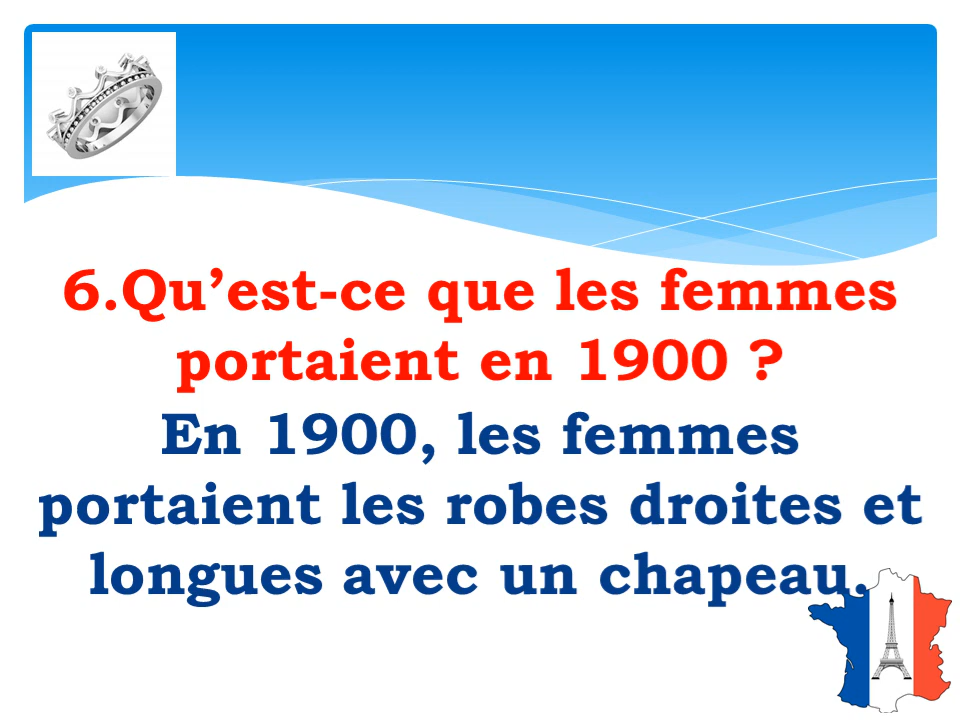 6.Qu’est-ce que les femmes
portaient en 1900 ?
En 1900, les femmes
portaient les robes droites et
longues avec un chapeau.